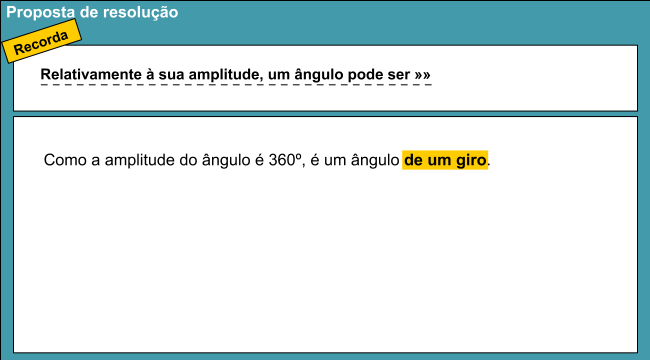 Proposta de resolução
Recorda
Relativamente à sua amplitude, um ângulo pode ser »»
Como a amplitude do ângulo é 360º, é um ângulo de um giro.